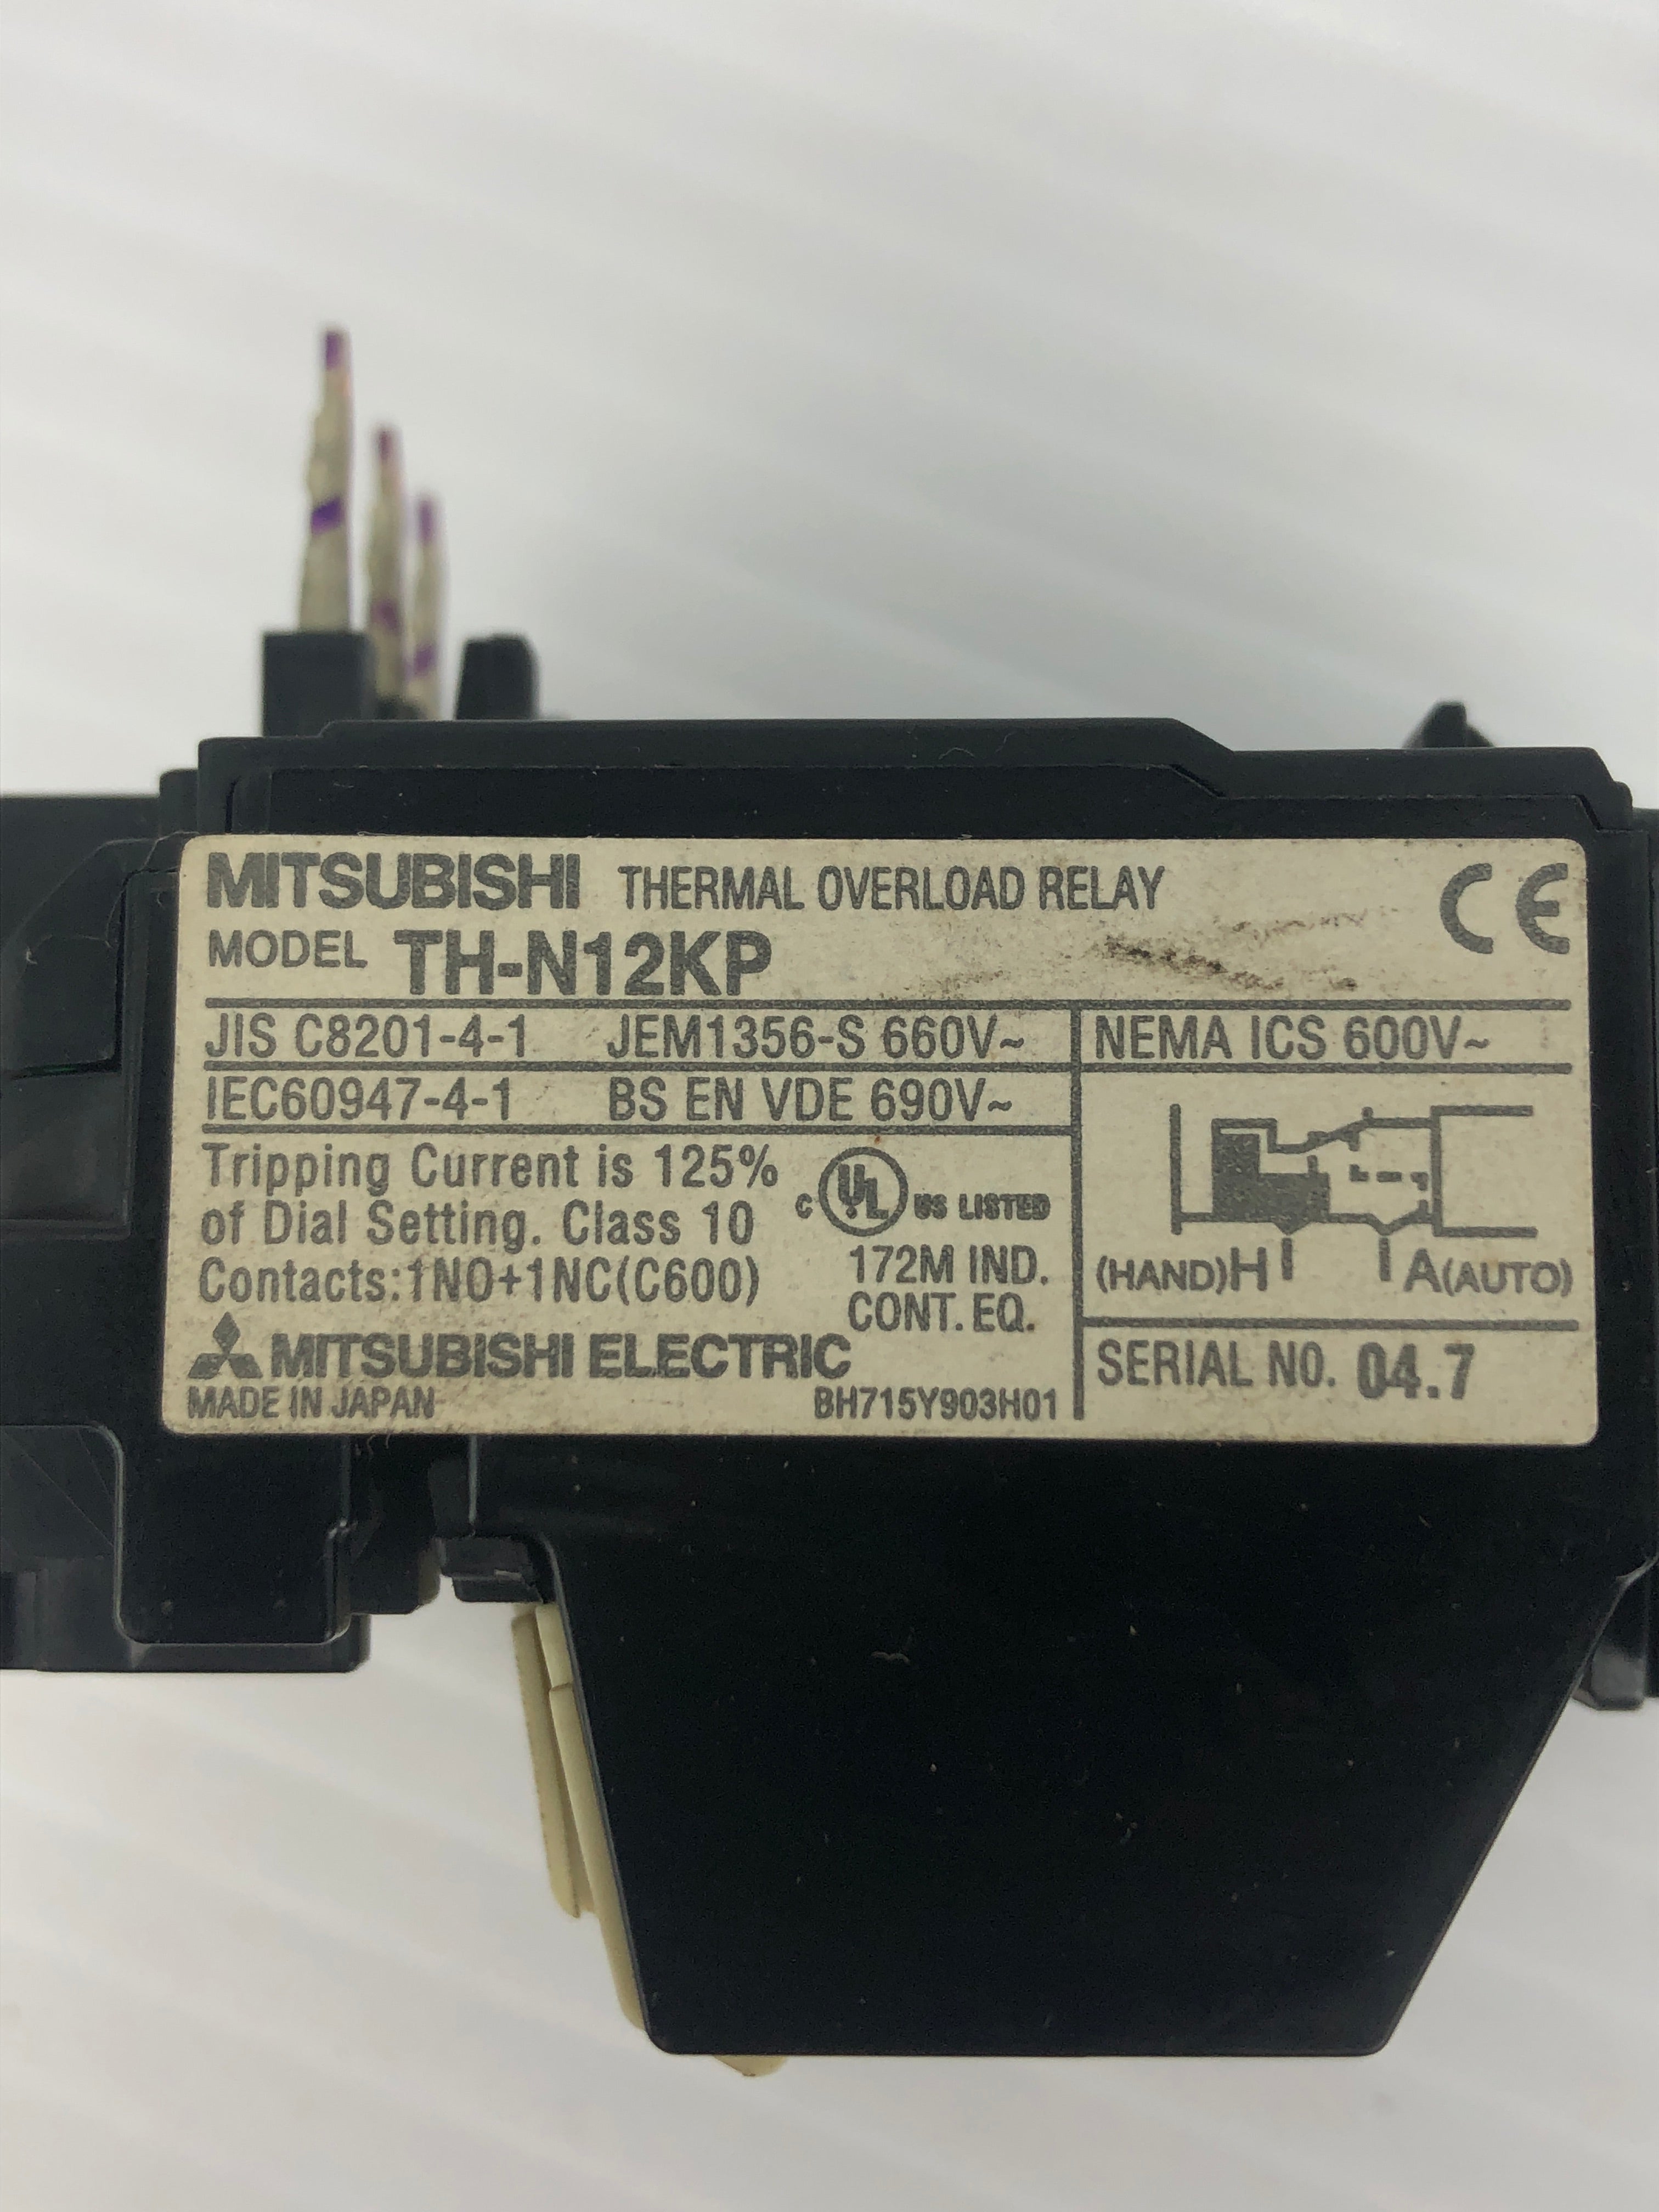 MITSUBISHI THERMAL OVERLOAD RELAY CE
MODEL TH-N12KP
JIS C8201-4-1 JEM1356-S 660V~ NEMA ICS 600V~
IEC60947-4-1 BS EN VDE 690V~
Tripping Current is 125%
of Dial Setting. Class 10
Contacts:1NO+1NC(C600)
C UL US LISTED
172M IND.
CONT. EQ.
(HAND)H A(AUTO)
MITSUBISHI ELECTRIC
MADE IN JAPAN BH715Y903H01
SERIAL NO. 04.7